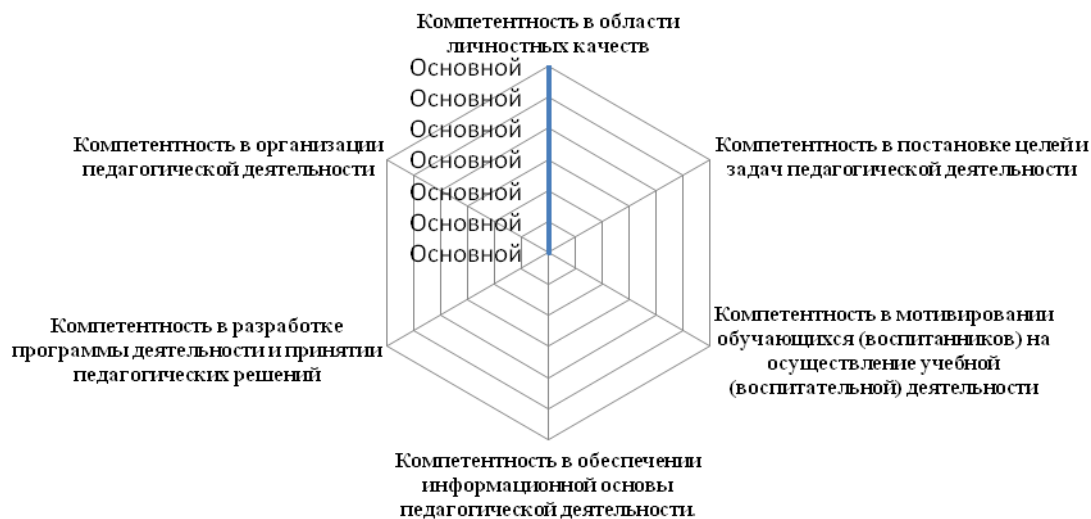 Компетентность в области
личностных качеств
Основной
Основной
Основной
Основной
Основной
Основной
Основной
Компетентность в постановке целей и
задач педагогической деятельности
Компетентность в мотивировании
обучающихся (воспитанников) на
осуществление учебной
(воспитательной) деятельности
Компетентность в обеспечении
информационной основы
педагогической деятельности.
Компетентность в разработке
программы деятельности и принятии
педагогических решений
Компетентность в организации
педагогической деятельности